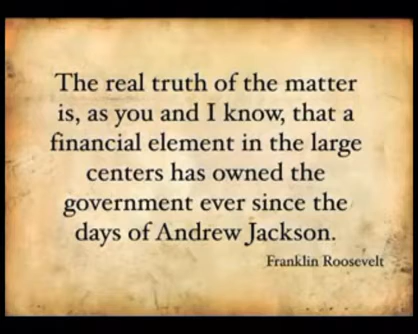 The real truth of the matter
is, as you and I know, that a
financial element in the large
centers has owned the
government ever since the
days of Andrew Jackson.
Franklin Roosevelt